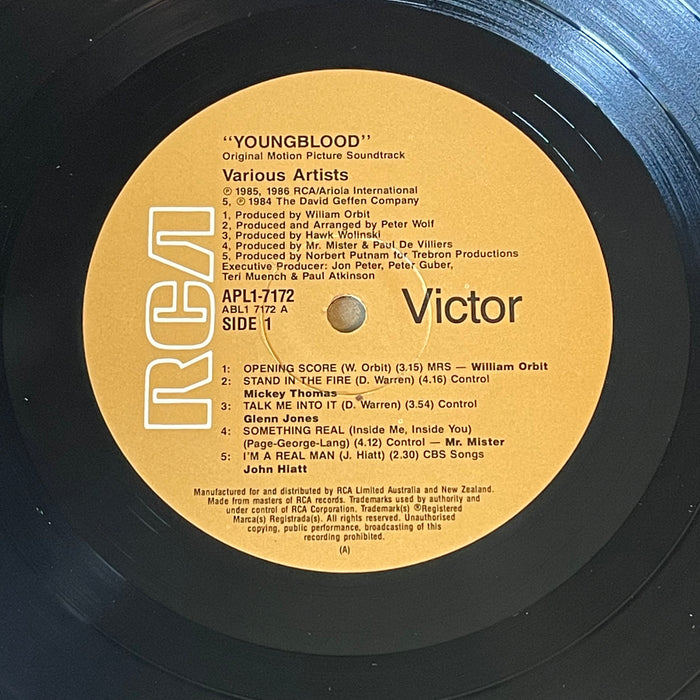 "YOUNGBLOOD"
Original Motion Picture Soundtrack
Various Artists
℗ 1985, 1986 RCA/Ariola International
5, ℗ 1984 The David Geffen Company
1, Produced by Wiliam Orbit
2, Produced and Arranged by Peter Wolf
3, Produced by Hawk Wolinski
4, Produced by Mr. Mister & Paul De Villiers
5, Produced by Norbert Putnam for Trebron Productions
Executive Producer: Jon Peter, Peter Guber,
Teri Muench & Paul Atkinson
RCA
APL1-7172
ABL1 7172 A
SIDE 1
Victor
1: OPENING SCORE (W. Orbit) (3.15) MRS — William Orbit
2: STAND IN THE FIRE (D. Warren) (4.16) Control
Mickey Thomas
3: TALK ME INTO IT (D. Warren) (3.54) Control
Glenn Jones
4: SOMETHING REAL (Inside Me, Inside You)
(Page-George-Lang) (4.12) Control — Mr. Mister
5: I'M A REAL MAN (J. Hiatt) (2.30) CBS Songs
John Hiatt
Manufactured for and distributed by RCA Limited Australia and New Zealand.
Made from masters of RCA records. Trademarks used by authority and
under control of RCA Corporation. Trademark(s) ®Registered
Marca(s) Registrada(s). All rights reserved. Unauthorised
copying, public performance, broadcasting of this
recording prohibited.
(A)